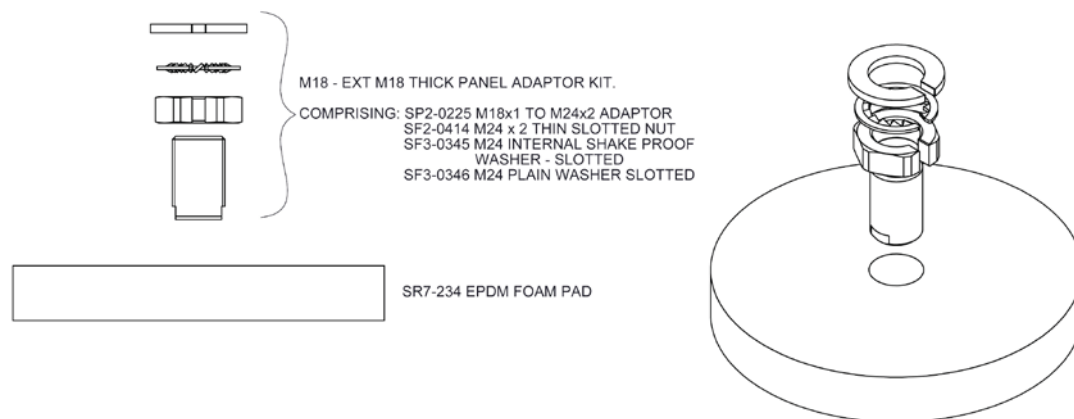 M18 - EXT M18 THICK PANEL ADAPTOR KIT.
COMPRISING: SP2-0225 M18x1 TO M24x2 ADAPTOR
SF2-0414 M24 x 2 THIN SLOTTED NUT
SF3-0345 M24 INTERNAL SHAKE PROOF
WASHER - SLOTTED
SF3-0346 M24 PLAIN WASHER SLOTTED
SR7-234 EPDM FOAM PAD